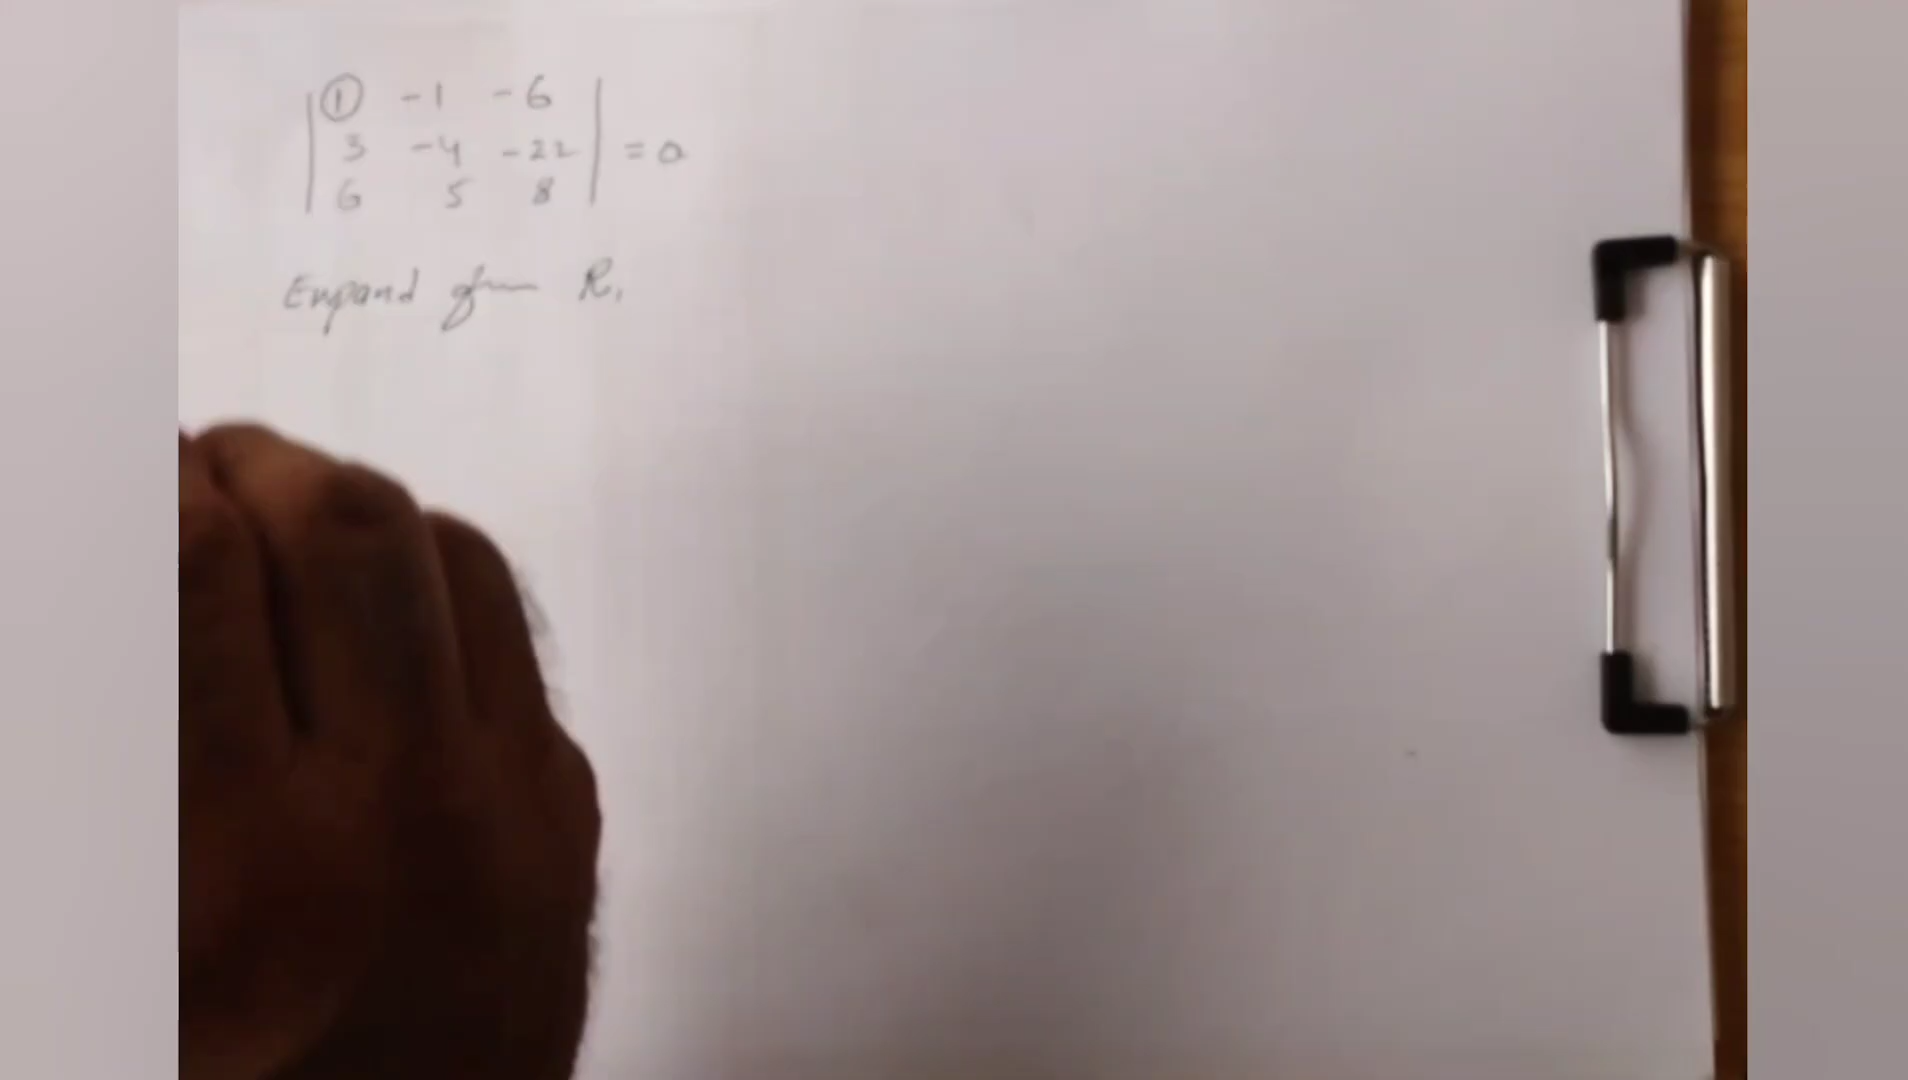 | ① -1 -6 |
| 3 -4 -22 | = 0
| 6 5 8 |
Expand from R₁